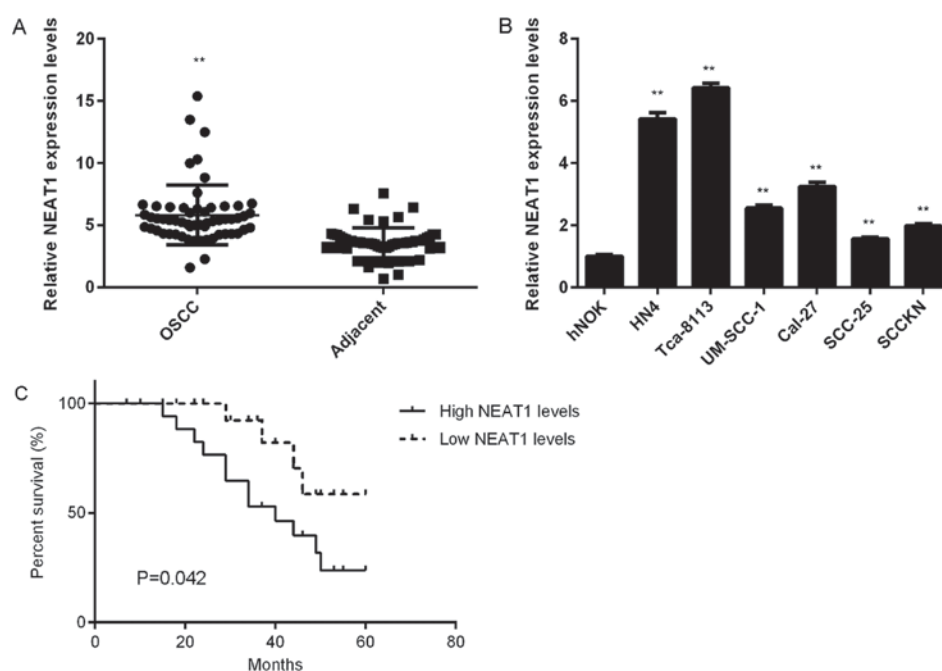 A
Relative NEAT1 expression levels
20
15
10
5
0
**
OSCC
Adjacent
B
Relative NEAT1 expression levels
8
6
4
2
0
**
**
**
**
**
**
hNOK
HN4
Tca-8113
UM-SCC-1
Cal-27
SCC-25
SCCKN
C
Percent survival (%)
100
50
0
P=0.042
0
20
40
60
80
Months
High NEAT1 levels
Low NEAT1 levels